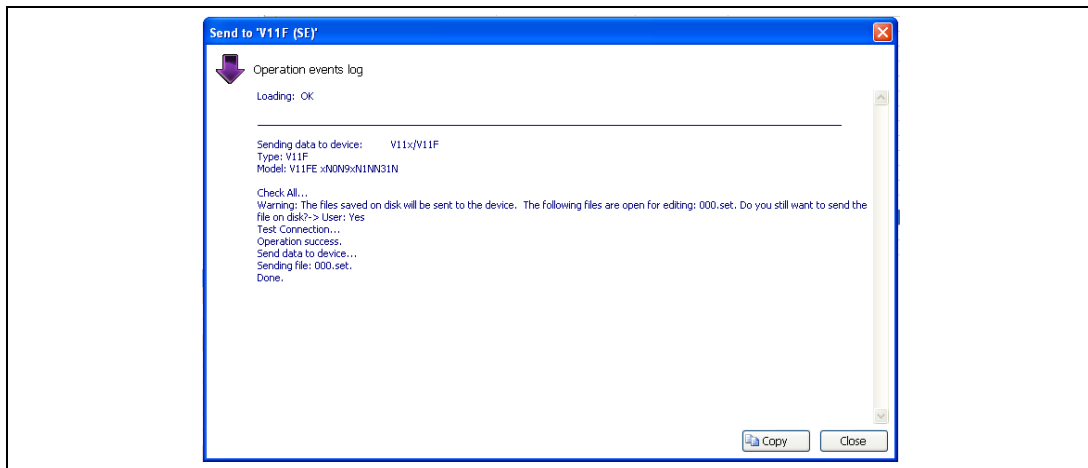 Send to 'V11F (SE)'
Operation events log
Loading: OK
Sending data to device: V11x/V11F
Type: V11F
Model: V11FE xN0N9xN1NN31N
Check All...
Warning: The files saved on disk will be sent to the device. The following files are open for editing: 000.set. Do you still want to send the
file on disk?-> User: Yes
Test Connection...
Operation success.
Send data to device...
Sending file: 000.set.
Done.
Copy
Close